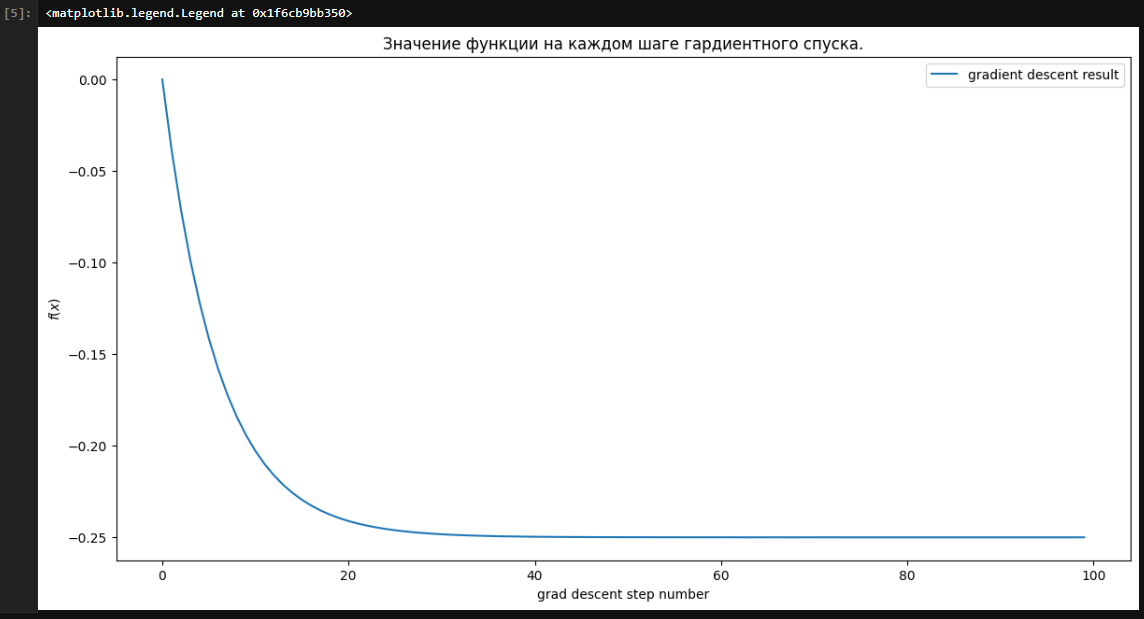 [5]: <matplotlib.legend.Legend at 0x1f6cb9bb350>
Значение функции на каждом шаге гардиентного спуска.
gradient descent result
0.00
−0.05
−0.10
−0.15
−0.20
−0.25
f(x)
0 20 40 60 80 100
grad descent step number